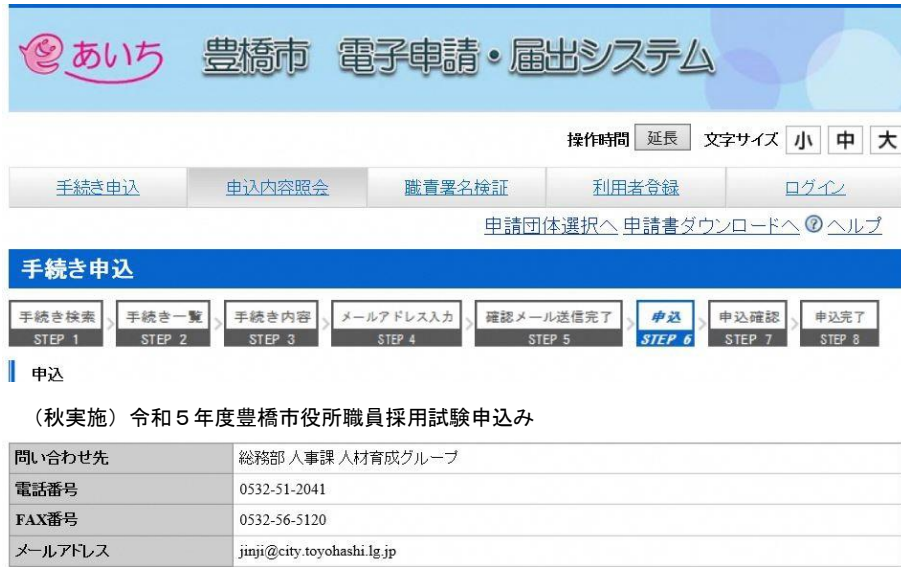 あいち 豊橋市 電子申請・届出システム
操作時間 延長 文字サイズ 小 中 大
手続き申込 申込内容照会 職責署名検証 利用者登録 ログイン
申請団体選択へ 申請書ダウンロードへ ? ヘルプ
手続き申込
手続き検索 手続き一覧 手続き内容 メールアドレス入力 確認メール送信完了 申込 申込確認 申込完了
STEP 1 STEP 2 STEP 3 STEP 4 STEP 5 STEP 6 STEP 7 STEP 8
申込
（秋実施）令和５年度豊橋市役所職員採用試験申込み
問い合わせ先 総務部 人事課 人材育成グループ
電話番号 0532-51-2041
FAX番号 0532-56-5120
メールアドレス jinji@city.toyohashi.lg.jp